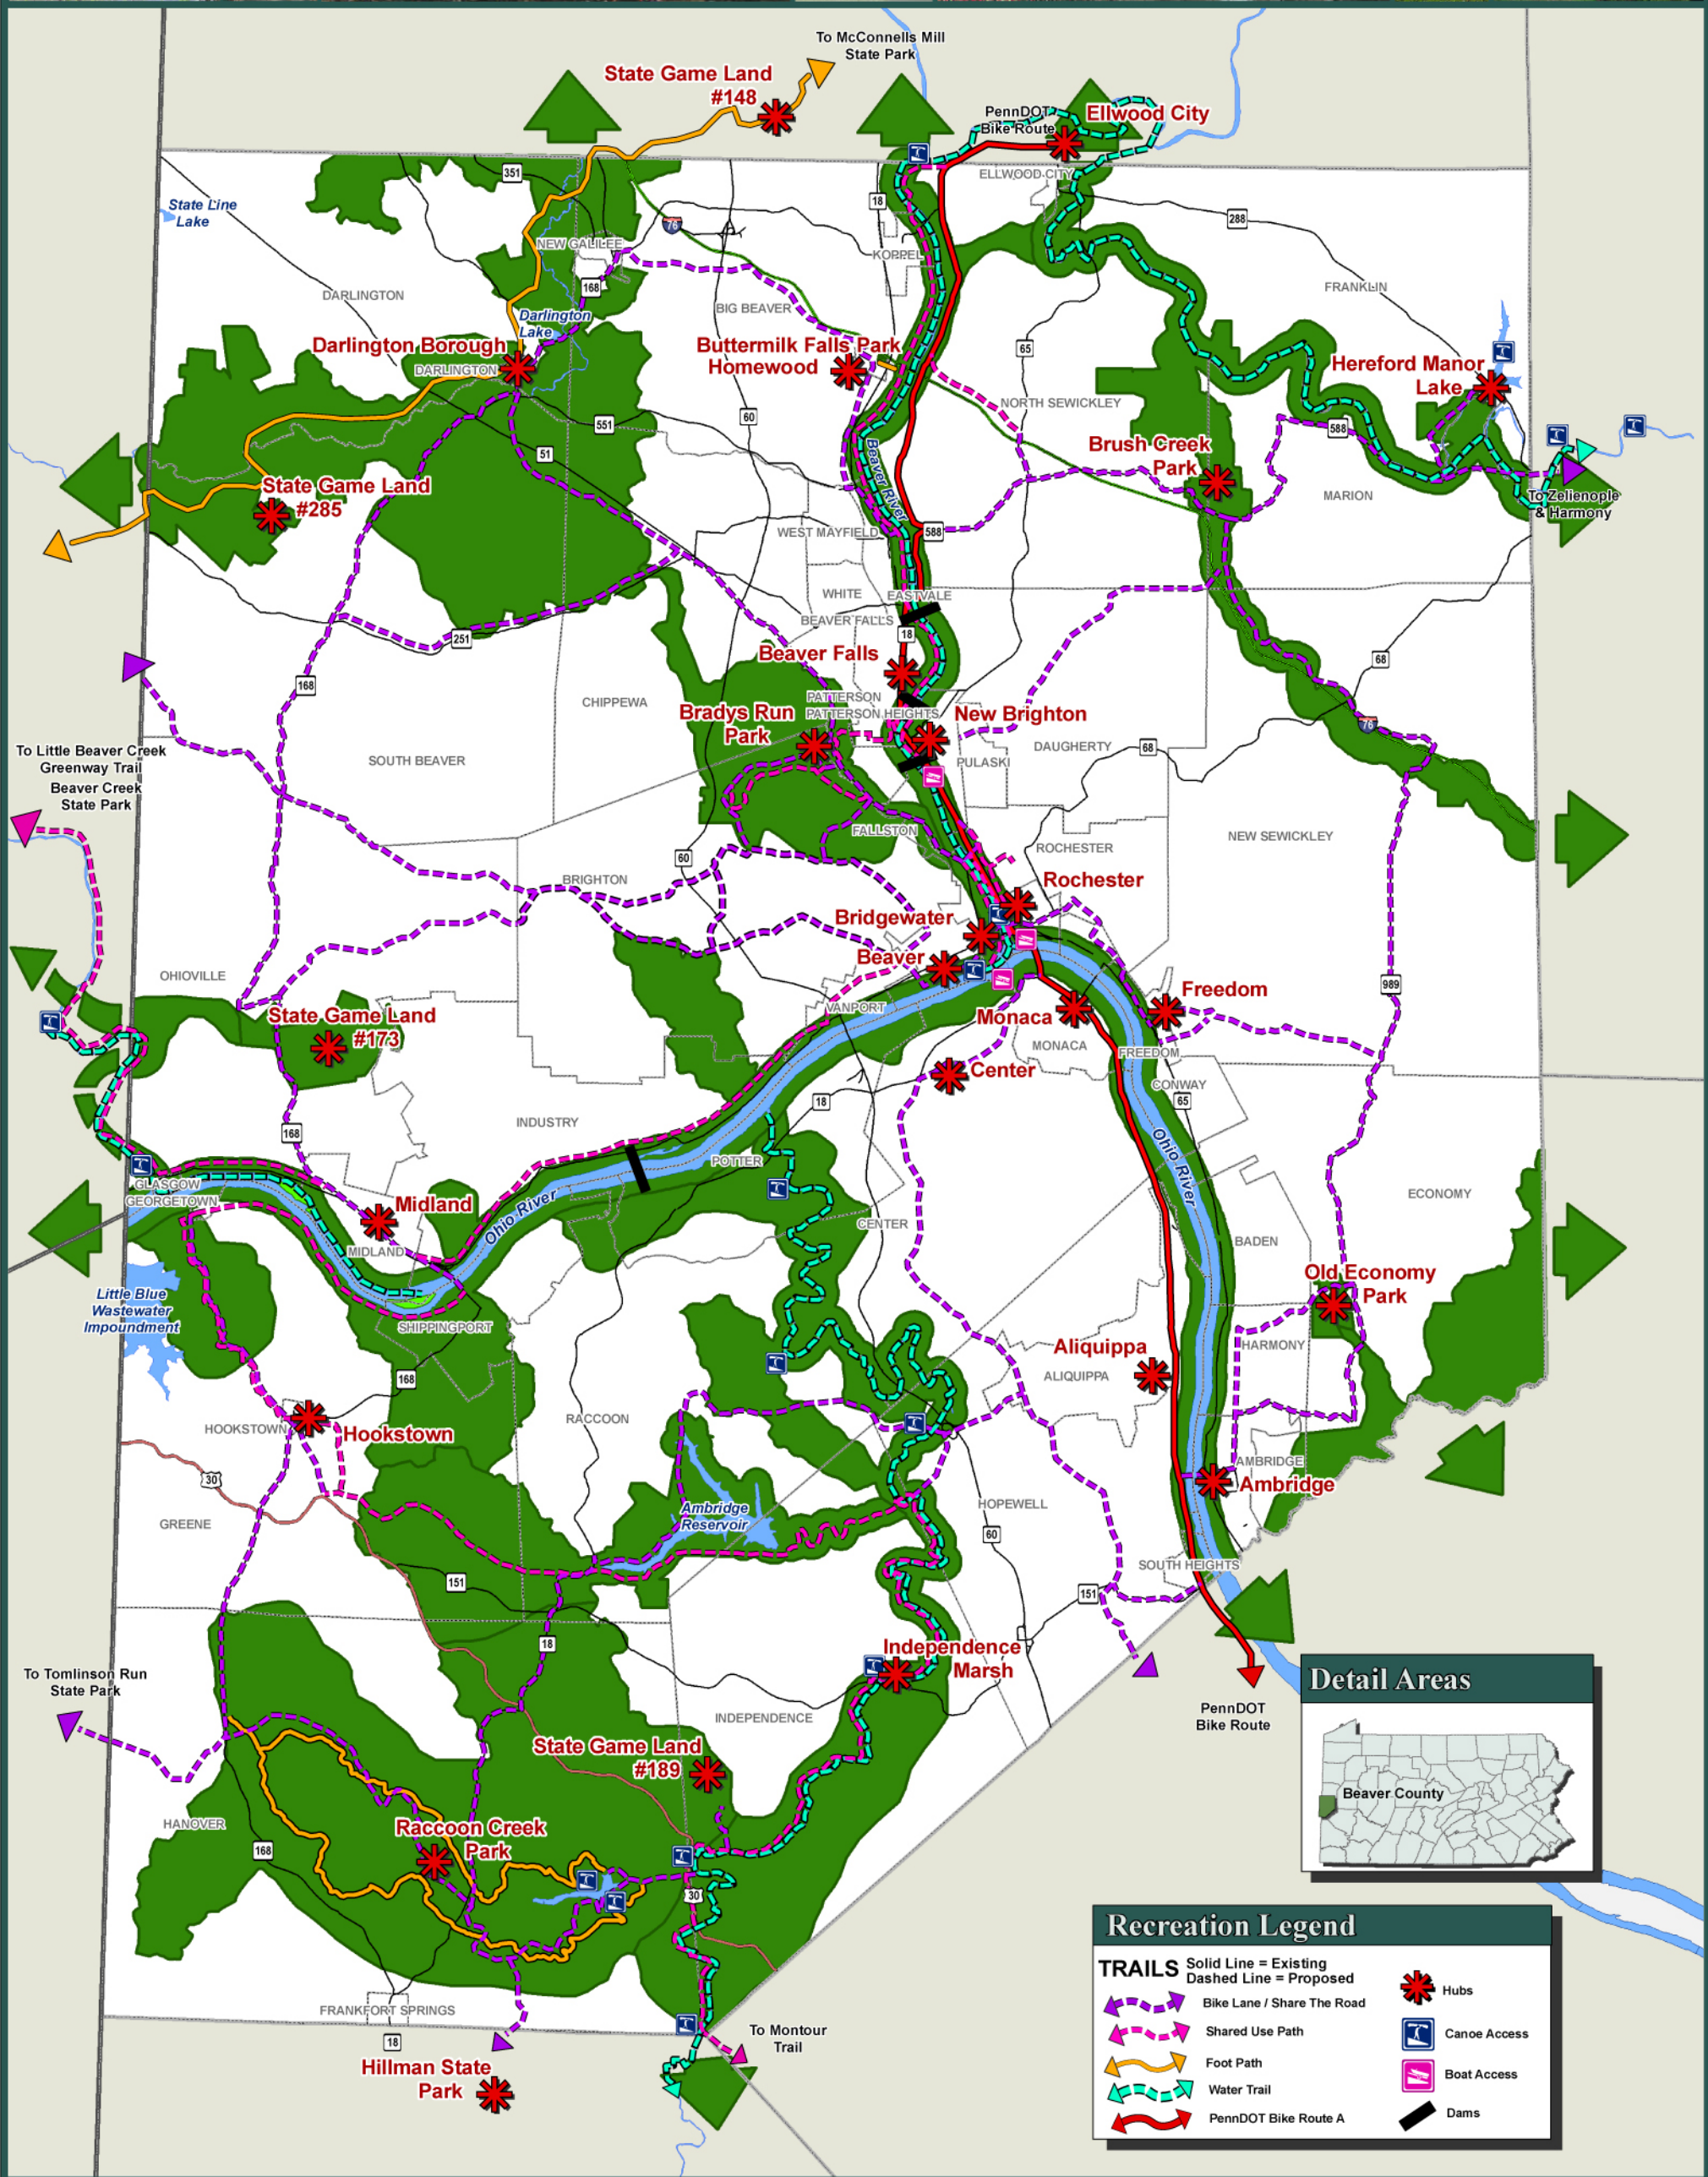 To McConnells Mill
State Park
State Game Land
#148
PennDOT
Bike Route
Ellwood City
ELLWOOD CITY
351
State Line
Lake
18
288
76
NEW GALILEE
KOPPEL
168
DARLINGTON
BIG BEAVER
FRANKLIN
Darlington
Lake
Darlington Borough
DARLINGTON
Buttermilk Falls Park
Homewood
65
Hereford Manor
Lake
NORTH SEWICKLEY
60
551
588
51
Beaver River
Brush Creek
Park
State Game Land
#285
MARION
To Zelienople
& Harmony
WEST MAYFIELD
588
WHITE
EASTVALE
BEAVER FALLS
18
251
Beaver Falls
68
168
CHIPPEWA
PATTERSON
PATTERSON HEIGHTS
Bradys Run
Park
New Brighton
76
DAUGHERTY
68
PULASKI
To Little Beaver Creek
Greenway Trail
Beaver Creek
State Park
SOUTH BEAVER
FALLSTON
NEW SEWICKLEY
ROCHESTER
60
BRIGHTON
Rochester
Bridgewater
Beaver
OHIOVILLE
989
Freedom
State Game Land
#173
VANPORT
Monaca
MONACA
FREEDOM
Center
CONWAY
65
18
INDUSTRY
168
Ohio River
POTTER
GLASGOW
GEORGETOWN
Midland
MIDLAND
Ohio River
CENTER
ECONOMY
BADEN
Old Economy
Park
Little Blue
Wastewater
Impoundment
SHIPPINGPORT
HARMONY
Aliquippa
ALIQUIPPA
168
RACCOON
HOOKSTOWN
Hookstown
30
AMBRIDGE
Ambridge
GREENE
Ambridge
Reservoir
HOPEWELL
60
SOUTH HEIGHTS
151
151
18
Independence
Marsh
To Tomlinson Run
State Park
INDEPENDENCE
PennDOT
Bike Route
State Game Land
#189
HANOVER
Raccoon Creek
Park
168
30
FRANKFORT SPRINGS
18
To Montour
Trail
Hillman State
Park
Detail Areas
Beaver County
Recreation Legend
TRAILS
Solid Line = Existing
Dashed Line = Proposed
Bike Lane / Share The Road
Shared Use Path
Foot Path
Water Trail
PennDOT Bike Route A
Hubs
Canoe Access
Boat Access
Dams